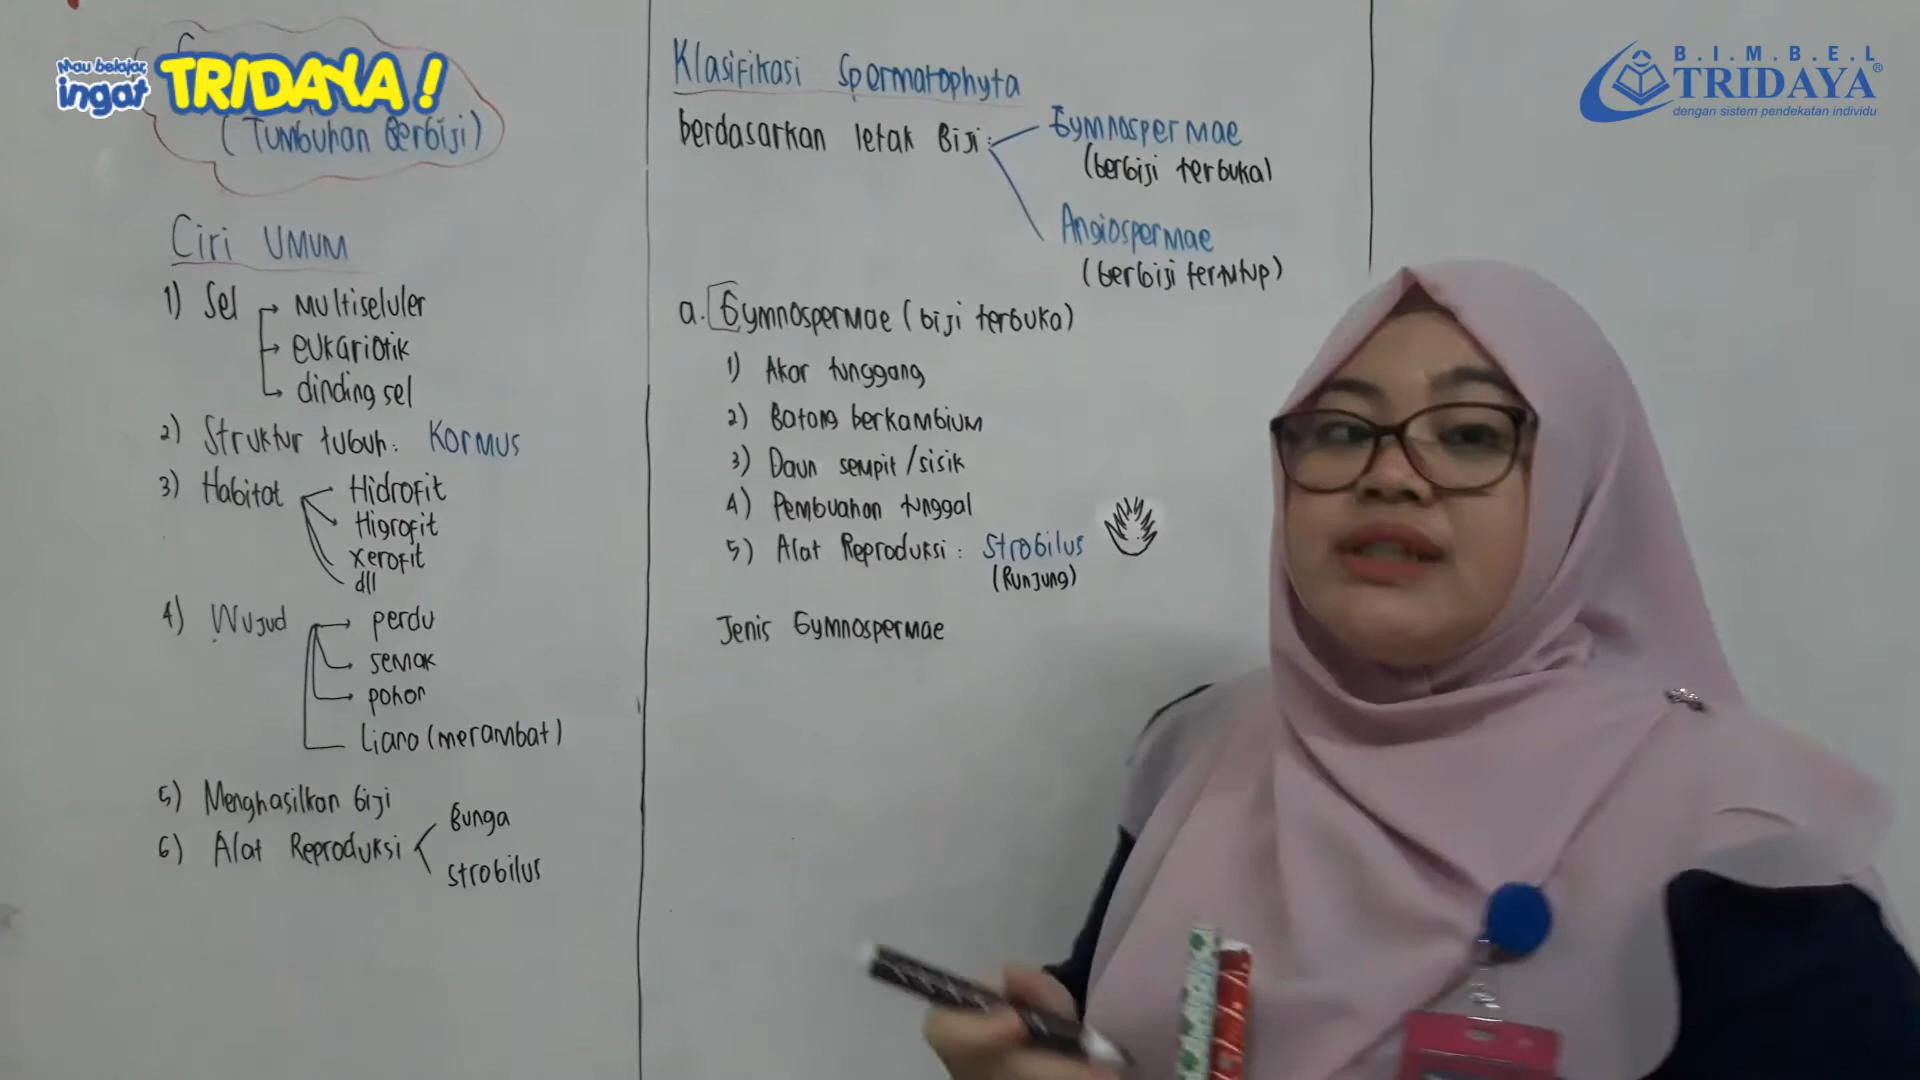 Mau belajar,
ingat TRIDAYA!
(Tumbuhan Berbiji)
Ciri UMUM
1) Sel → Multiseluler
→ eukariotik
→ dinding sel
2) Struktur tubuh: Kormus
3) Habitat
Hidrofit
Higrofit
xerofit
dll
4) Wujud → perdu
semak
pohon
Liana (merambat)
5) Menghasilkan biji
6) Alat Reproduksi
Bunga
strobilus
Klasifikasi Spermatophyta
berdasarkan letak Biji:
Gymnospermae
(berbiji terbuka)
Angiospermae
(berbiji tertutup)
a. Gymnospermae (biji terbuka)
1) Akar tunggang
2) Batang berkambium
3) Daun sempit/sisik
4) Pembuahan tunggal
5) Alat Reproduksi: Strobilus
(Runjung)
Jenis Gymnospermae
B.I.M.B.E.L
TRIDAYA®
dengan sistem pendekatan individu